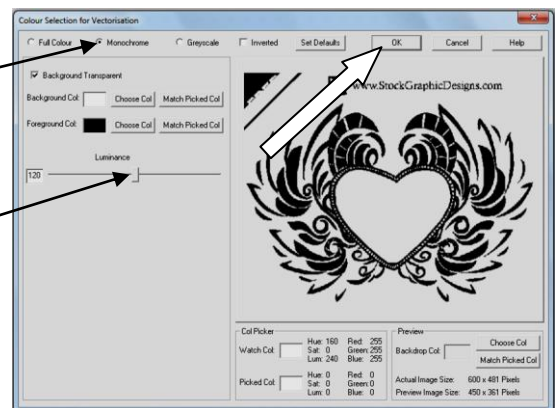 Colour Selection for Vectorisation
Full Colour Monochrome Greyscale Inverted Set Defaults OK Cancel Help
Background Transparent
Background Col: Choose Col Match Picked Col
Foreground Col: Choose Col Match Picked Col
Luminance
120
www.StockGraphicDesigns.com
Col Picker
Watch Col: Hue: 160 Red: 255
Sat: 0 Green: 255
Lum: 240 Blue: 255
Picked Col: Hue: 0 Red: 0
Sat: 0 Green: 0
Lum: 0 Blue: 0
Preview
Backdrop Col: Choose Col
Match Picked Col
Actual Image Size: 600 x 481 Pixels
Preview Image Size: 450 x 361 Pixels